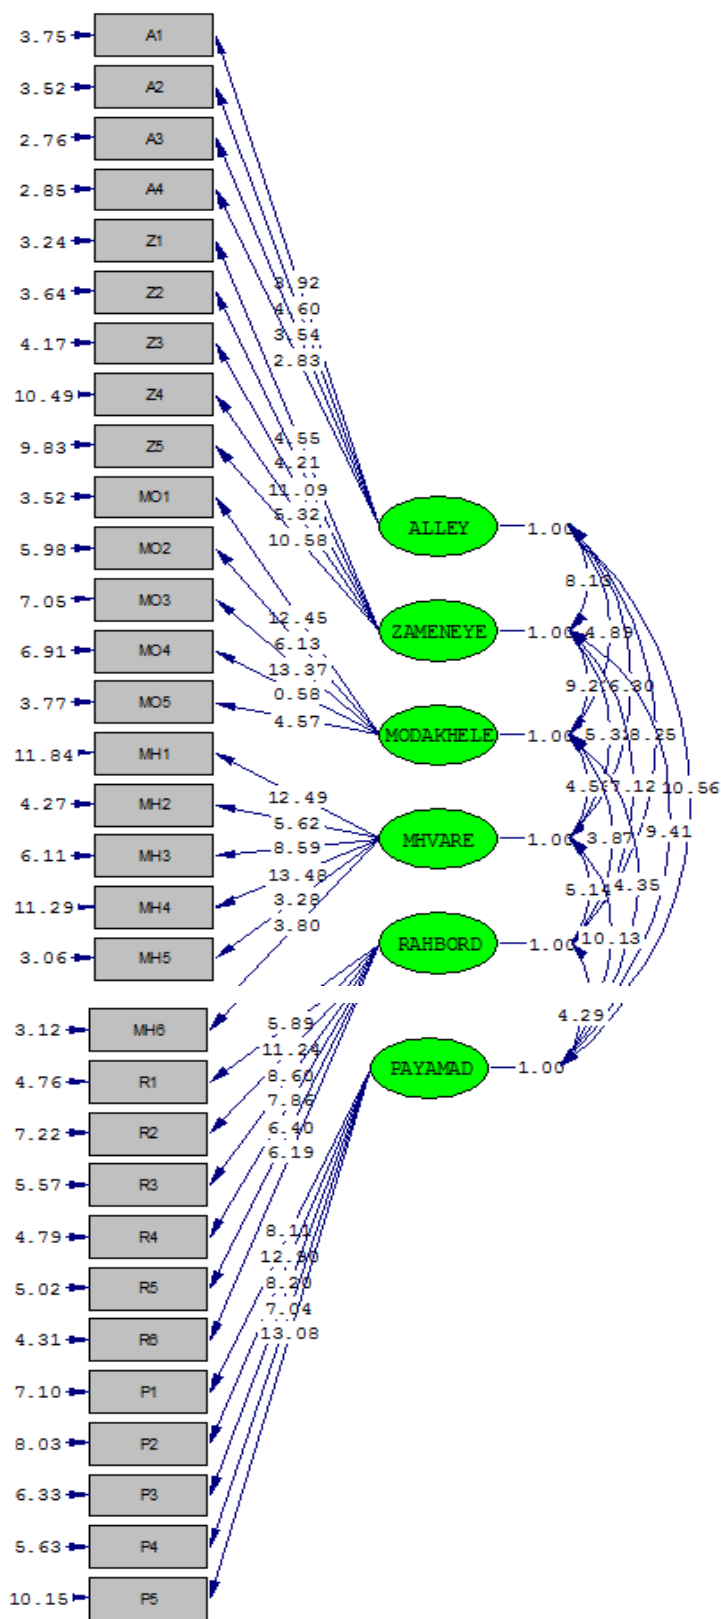 3.75 A1
3.52 A2
2.76 A3
2.85 A4
3.24 Z1
3.64 Z2
4.17 Z3
10.49 Z4
9.83 Z5
3.52 MO1
5.98 MO2
7.05 MO3
6.91 MO4
3.77 MO5
11.84 MH1
4.27 MH2
6.11 MH3
11.29 MH4
3.06 MH5
3.12 MH6
4.76 R1
7.22 R2
5.57 R3
4.79 R4
5.02 R5
4.31 R6
7.10 P1
8.03 P2
6.33 P3
5.63 P4
10.15 P5
3.92
4.60
3.54
2.83
4.55
4.21
11.09
5.32
10.58
12.45
6.13
13.37
0.58
4.57
12.49
5.62
8.59
13.48
3.28
3.80
5.89
11.24
8.60
7.86
6.40
6.19
8.11
12.90
8.20
7.04
13.08
ALLEY 1.00
ZAMENEYE 1.00
MODAKHELE 1.00
MHVARE 1.00
RAHBORD 1.00
PAYAMAD 1.00
8.13
4.89
6.30
8.25
7.12
10.56
3.87
9.41
5.14
4.35
10.13
4.29